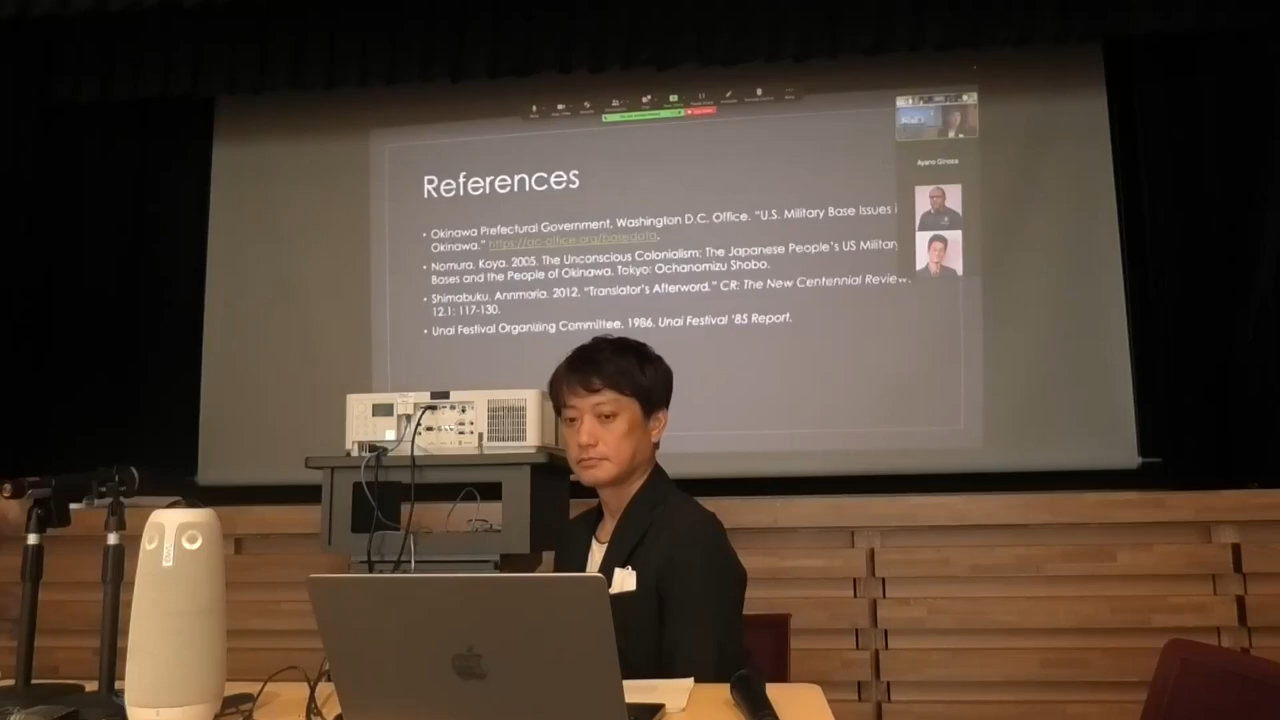 References
Ayano Ginoza
• Okinawa Prefectural Government, Washington D.C. Office. "U.S. Military Base Issues i
Okinawa." https://dc-office.org/basedata.
• Nomura, Koya. 2005. The Unconscious Colonialism: The Japanese People's US Military
Bases and the People of Okinawa. Tokyo: Ochanomizu Shobo.
• Shimabuku, Annmaria. 2012. "Translator's Afterword." CR: The New Centennial Review.
12.1: 117-130.
• Unai Festival Organizing Committee. 1986. Unai Festival '85 Report.